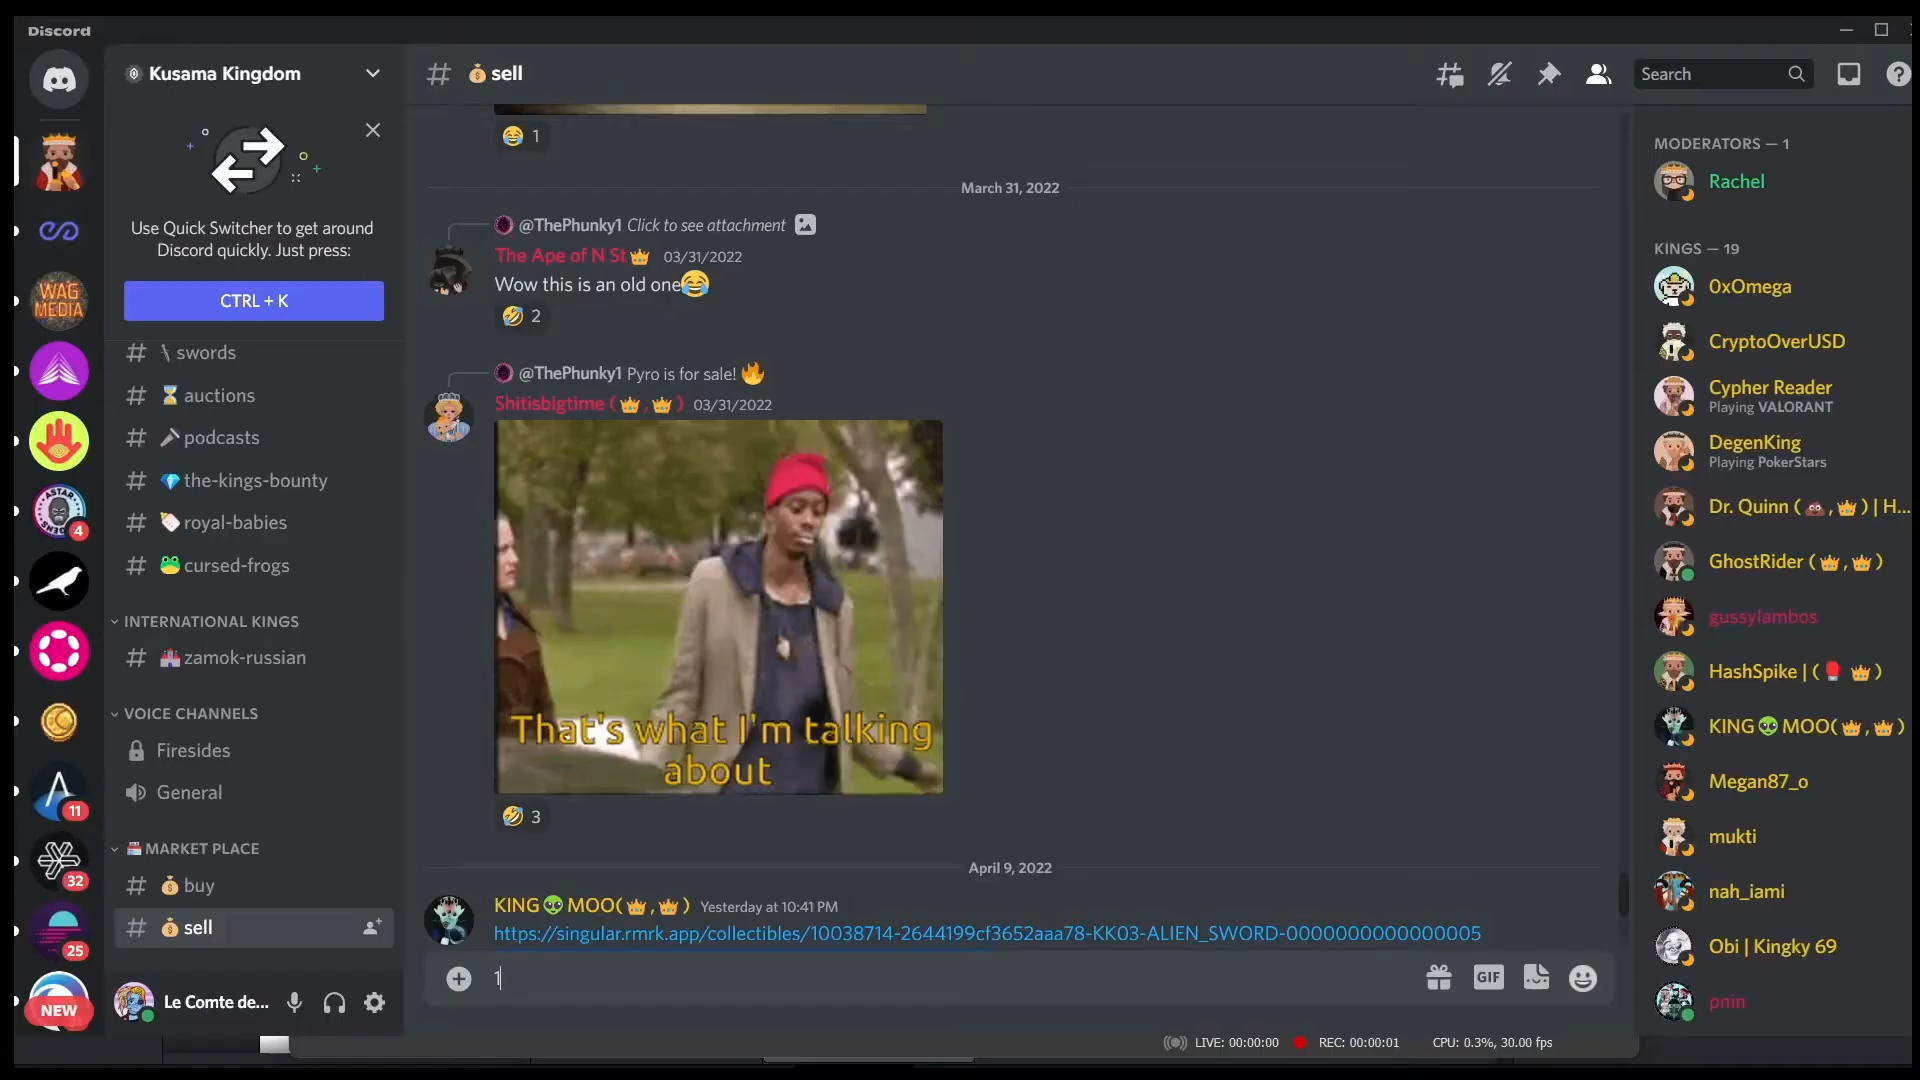 Discord
Kusama Kingdom
Use Quick Switcher to get around
Discord quickly. Just press:
CTRL + K
swords
auctions
podcasts
the-kings-bounty
royal-babies
cursed-frogs
INTERNATIONAL KINGS
zamok-russian
VOICE CHANNELS
Firesides
General
MARKET PLACE
buy
sell
Le Comte de...
WAG
MEDIA
ASTAR
4
11
32
25
NEW
# 💰 sell
Search
😂 1
March 31, 2022
@ThePhunky1 Click to see attachment
The Ape of N St👑 03/31/2022
Wow this is an old one😂
🤣 2
@ThePhunky1 Pyro is for sale! 🔥
Shitisbigtime (👑,👑) 03/31/2022
That's what I'm talking
about
🤣 3
April 9, 2022
KING👽MOO(👑,👑) Yesterday at 10:41 PM
https://singular.rmrk.app/collectibles/10038714-2644199cf3652aaa78-KK03-ALIEN_SWORD-0000000000000005
1
GIF
MODERATORS — 1
Rachel
KINGS — 19
0xOmega
CryptoOverUSD
Cypher Reader
Playing VALORANT
DegenKing
Playing PokerStars
Dr. Quinn (💩,👑) | H...
GhostRider (👑,👑)
gussylambos
HashSpike | (🥊 👑)
KING👽MOO(👑,👑)
Megan87_o
mukti
nah_iami
Obi | Kingky 69
pnin
LIVE: 00:00:00
REC: 00:00:01
CPU: 0.3%, 30.00 fps